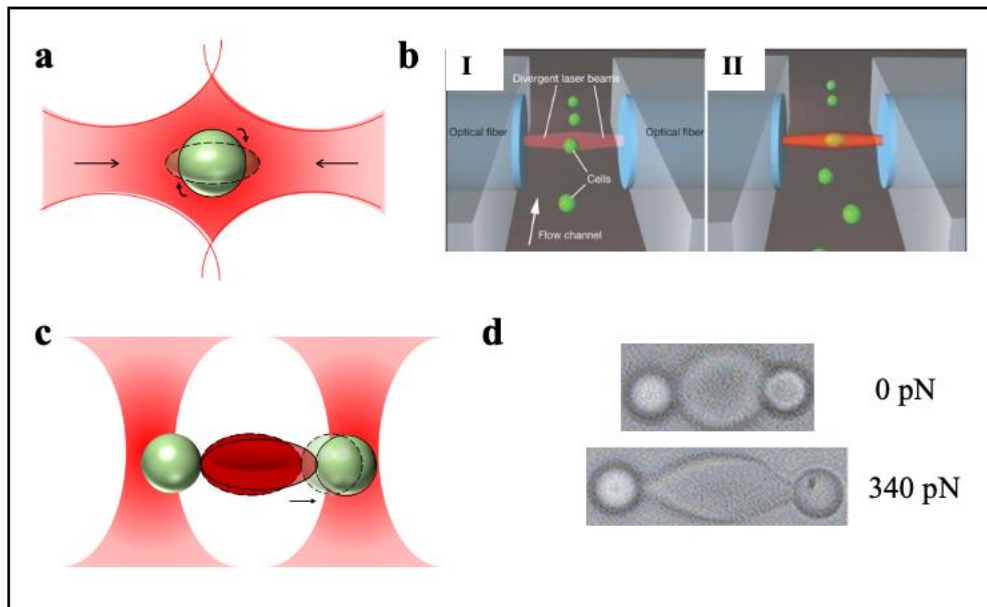 a
b
I
Divergent laser beams
Optical fiber
Optical fiber
Cells
Flow channel
II
c
d
0 pN
340 pN